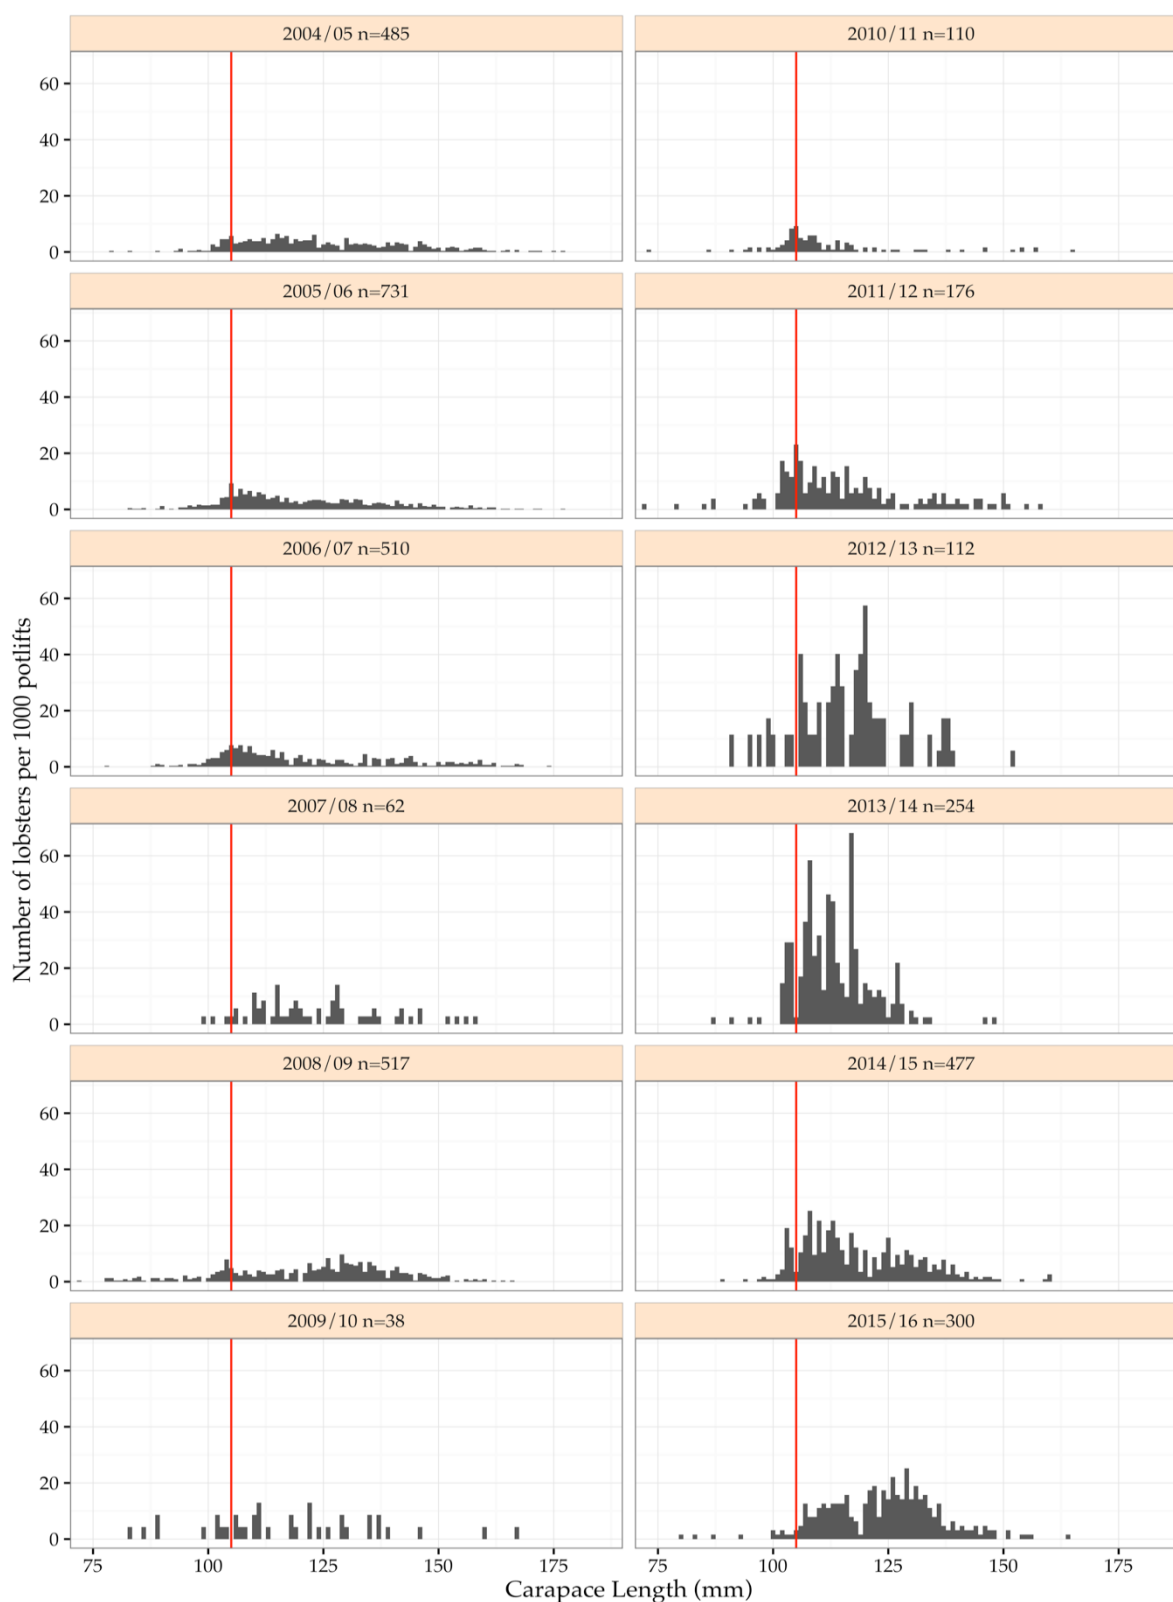 2004/05 n=485
2010/11 n=110
60
40
20
0
2005/06 n=731
2011/12 n=176
60
40
20
0
2006/07 n=510
2012/13 n=112
60
40
20
0
2007/08 n=62
2013/14 n=254
60
40
20
0
2008/09 n=517
2014/15 n=477
60
40
20
0
2009/10 n=38
2015/16 n=300
60
40
20
0
75 100 125 150 175 75 100 125 150 175
Carapace Length (mm)
Number of lobsters per 1000 potlifts